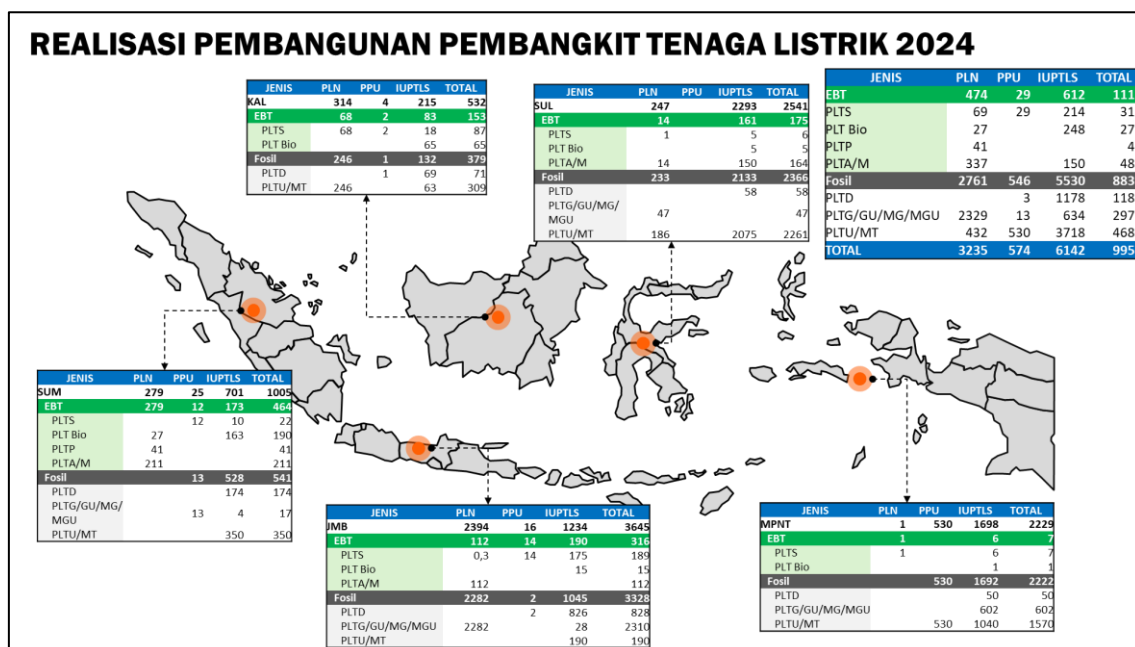 REALISASI PEMBANGUNAN PEMBANGKIT TENAGA LISTRIK 2024
JENIS PLN PPU IUPTLS TOTAL
KAL 314 4 215 532
EBT 68 2 83 153
PLTS 68 2 18 87
PLT Bio 65 65
Fosil 246 1 132 379
PLTD 1 69 71
PLTU/MT 246 63 309
JENIS PLN PPU IUPTLS TOTAL
SUL 247 2293 2541
EBT 14 161 175
PLTS 1 5 6
PLT Bio 5 5
PLTA/M 14 150 164
Fosil 233 2133 2366
PLTD 58 58
PLTG/GU/MG/
MGU 47 47
PLTU/MT 186 2075 2261
JENIS PLN PPU IUPTLS TOTAL
EBT 474 29 612 111
PLTS 69 29 214 31
PLT Bio 27 248 27
PLTP 41 4
PLTA/M 337 150 48
Fosil 2761 546 5530 883
PLTD 3 1178 118
PLTG/GU/MG/MGU 2329 13 634 297
PLTU/MT 432 530 3718 468
TOTAL 3235 574 6142 995
JENIS PLN PPU IUPTLS TOTAL
SUM 279 25 701 1005
EBT 279 12 173 464
PLTS 12 10 22
PLT Bio 27 163 190
PLTP 41 41
PLTA/M 211 211
Fosil 13 528 541
PLTD 174 174
PLTG/GU/MG/
MGU 13 4 17
PLTU/MT 350 350
JENIS PLN PPU IUPTLS TOTAL
JMB 2394 16 1234 3645
EBT 112 14 190 316
PLTS 0,3 14 175 189
PLT Bio 15 15
PLTA/M 112 112
Fosil 2282 2 1045 3328
PLTD 2 826 828
PLTG/GU/MG/MGU 2282 28 2310
PLTU/MT 190 190
JENIS PLN PPU IUPTLS TOTAL
MPNT 1 530 1698 2229
EBT 1 6 7
PLTS 1 6 7
PLT Bio 1 1
Fosil 530 1692 2222
PLTD 50 50
PLTG/GU/MG/MGU 602 602
PLTU/MT 530 1040 1570